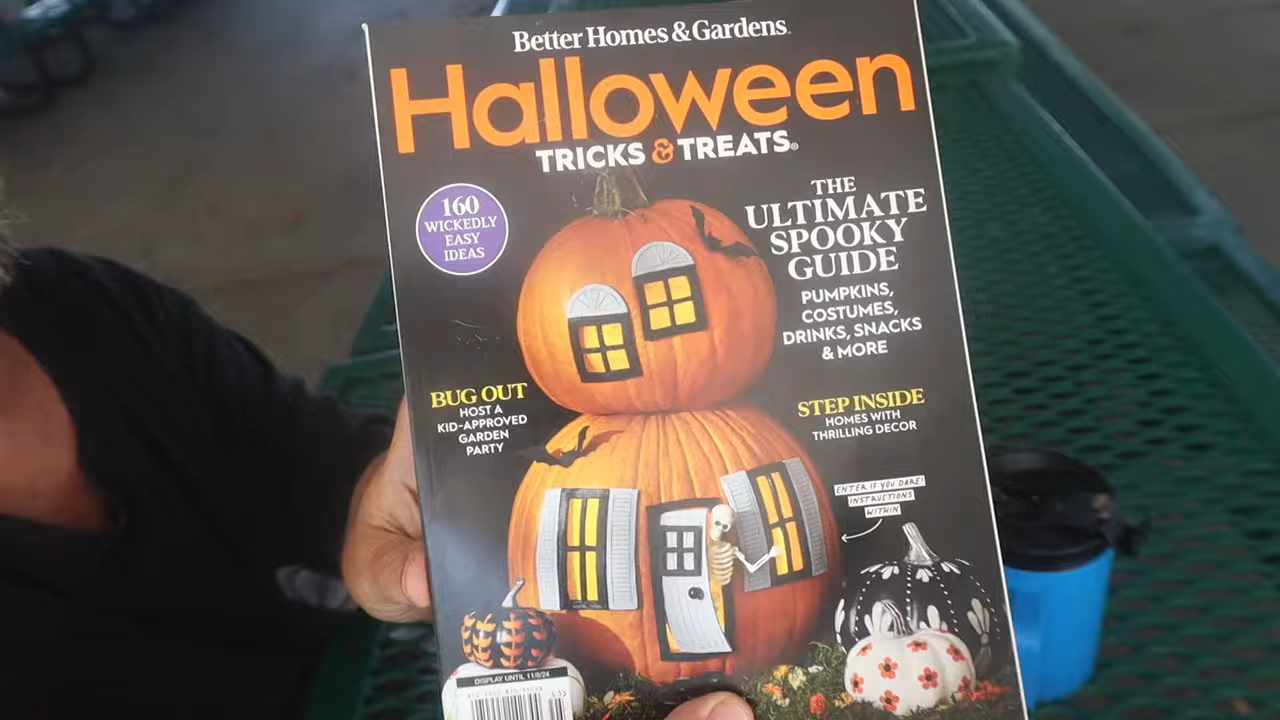 Better Homes & Gardens.
Halloween
TRICKS & TREATS®
160
WICKEDLY
EASY
IDEAS
THE
ULTIMATE
SPOOKY
GUIDE
PUMPKINS,
COSTUMES,
DRINKS, SNACKS
& MORE
BUG OUT
HOST A
KID-APPROVED
GARDEN
PARTY
STEP INSIDE
HOMES WITH
THRILLING DECOR
ENTER IF YOU DARE!
INSTRUCTIONS
WITHIN
DISPLAY UNTIL 11/8/24